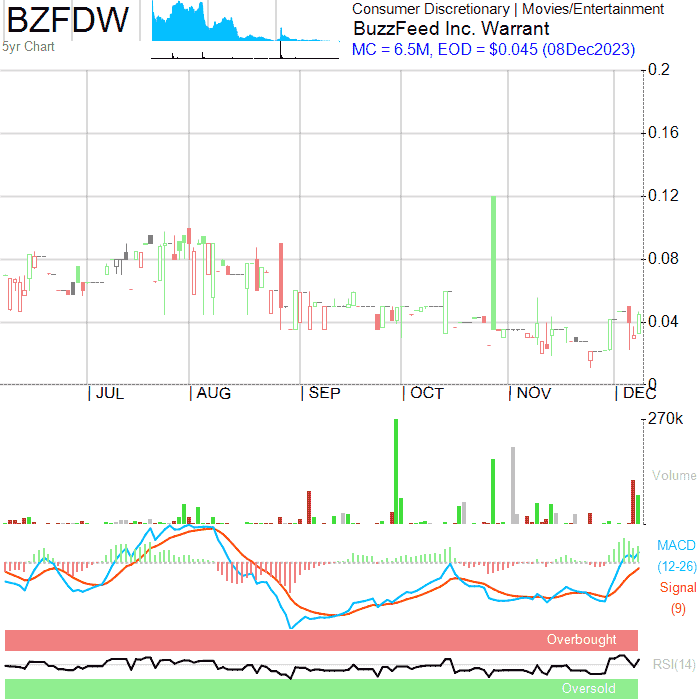 BZFDW
5yr Chart
Consumer Discretionary | Movies/Entertainment
BuzzFeed Inc. Warrant
MC = 6.5M, EOD = $0.045 (08Dec2023)
0.2
0.16
0.12
0.08
0.04
0
JUL AUG SEP OCT NOV DEC
270k
Volume
MACD
(12-26)
Signal
(9)
Overbought
RSI(14)
Oversold